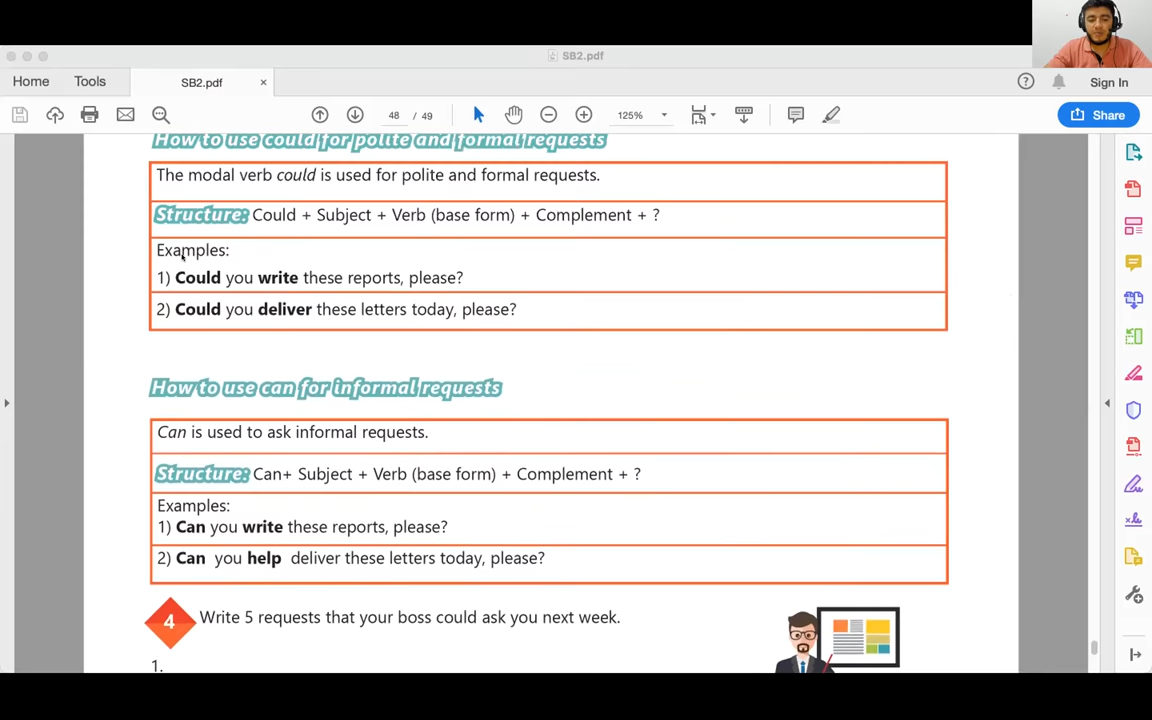 SB2.pdf
Home
Tools
SB2.pdf
×
Sign In
48 / 49
125%
Share
How to use could for polite and formal requests
The modal verb could is used for polite and formal requests.
Structure: Could + Subject + Verb (base form) + Complement + ?
Examples:
1) Could you write these reports, please?
2) Could you deliver these letters today, please?
How to use can for informal requests
Can is used to ask informal requests.
Structure: Can+ Subject + Verb (base form) + Complement + ?
Examples:
1) Can you write these reports, please?
2) Can you help deliver these letters today, please?
4 Write 5 requests that your boss could ask you next week.
1.